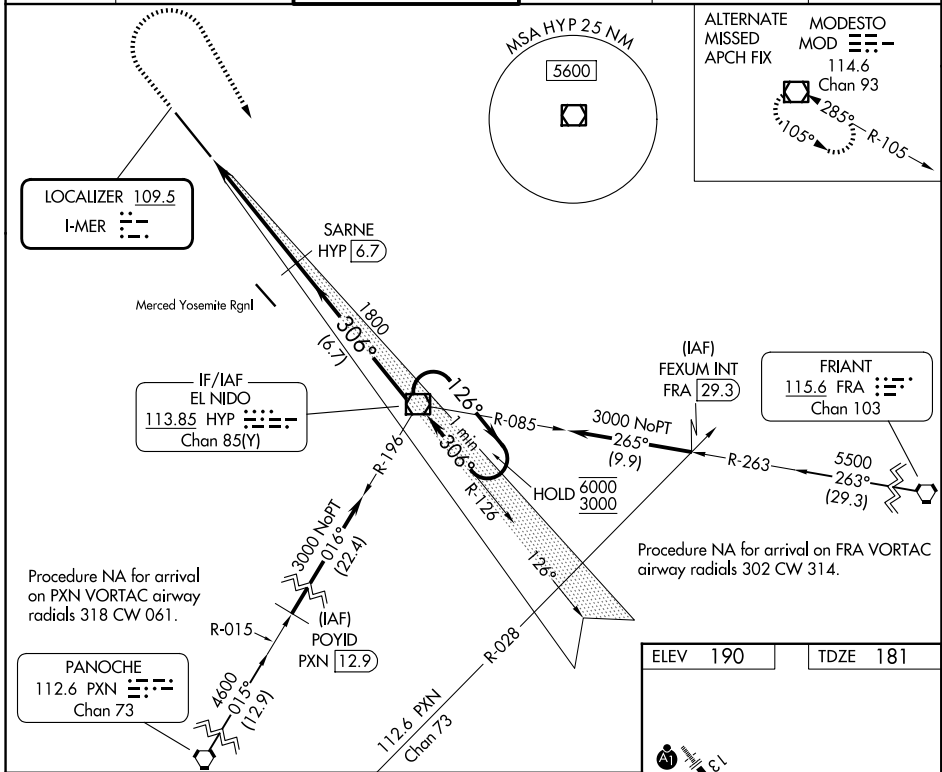 MSA HYP 25 NM
5600
ALTERNATE
MISSED
APCH FIX
MODESTO
MOD
114.6
Chan 93
285°
R-105
105°
LOCALIZER 109.5
I-MER
SARNE
HYP 6.7
Merced Yosemite Rgnl
1800
306°
(6.7)
IF/IAF
EL NIDO
113.85 HYP
Chan 85(Y)
126°
1 min
306°
R-126
126°
HOLD 6000
3000
R-085
3000 NoPT
265°
(9.9)
(IAF)
FEXUM INT
FRA 29.3
FRIANT
115.6 FRA
Chan 103
R-263
5500
263°
(29.3)
Procedure NA for arrival on FRA VORTAC
airway radials 302 CW 314.
R-196
3000 NoPT
016°
(22.4)
Procedure NA for arrival
on PXN VORTAC airway
radials 318 CW 061.
R-015
(IAF)
POYID
PXN 12.9
PANOCHE
112.6 PXN
Chan 73
4600
015°
(12.9)
R-028
112.6 PXN
Chan 73
ELEV 190
TDZE 181
A1
13